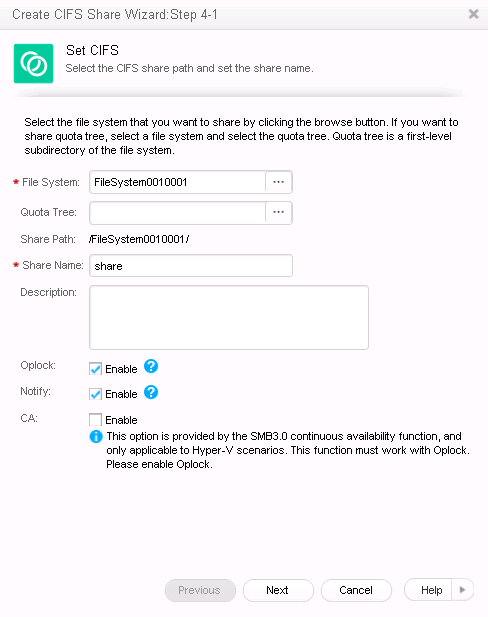 Create CIFS Share Wizard:Step 4-1
Set CIFS
Select the CIFS share path and set the share name.
Select the file system that you want to share by clicking the browse button. If you want to
share quota tree, select a file system and select the quota tree. Quota tree is a first-level
subdirectory of the file system.
* File System: FileSystem0010001 ...
Quota Tree: ...
Share Path: /FileSystem0010001/
* Share Name: share
Description:
Oplock: Enable ?
Notify: Enable ?
CA: Enable
i This option is provided by the SMB3.0 continuous availability function, and
only applicable to Hyper-V scenarios. This function must work with Oplock.
Please enable Oplock.
Previous Next Cancel Help